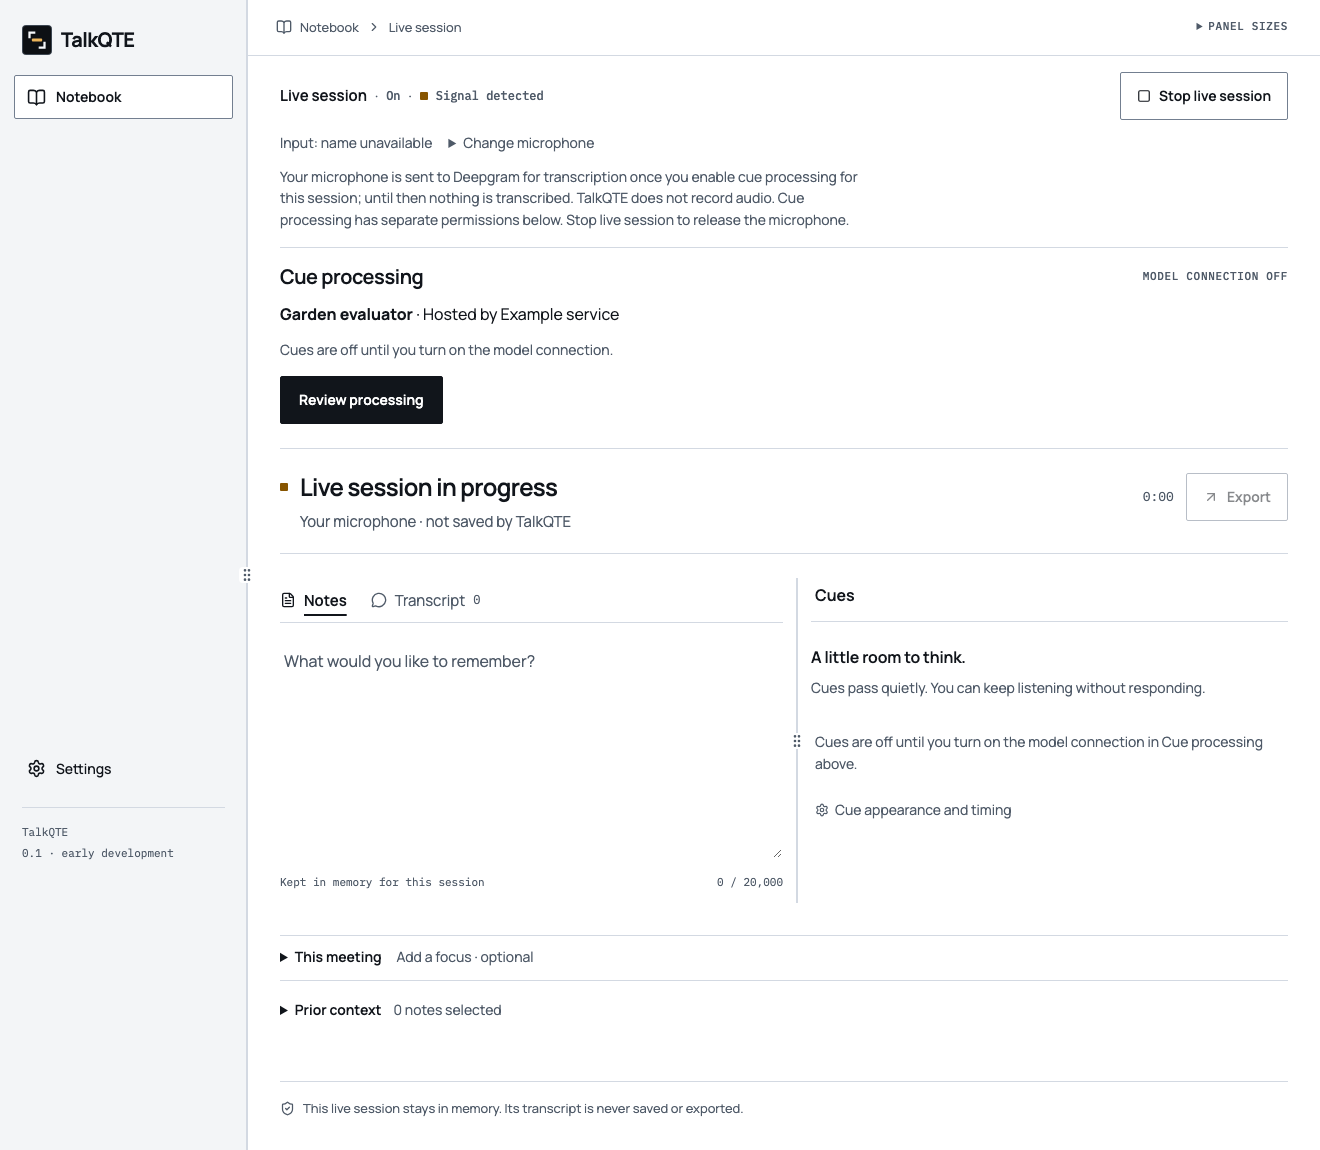 TalkQTE
Notebook
Settings
TalkQTE
0.1 · early development
Notebook
Live session
PANEL SIZES
Live session · On · Signal detected
Stop live session
Input: name unavailable
Change microphone
Your microphone is sent to Deepgram for transcription once you enable cue processing for
this session; until then nothing is transcribed. TalkQTE does not record audio. Cue
processing has separate permissions below. Stop live session to release the microphone.
Cue processing
MODEL CONNECTION OFF
Garden evaluator · Hosted by Example service
Cues are off until you turn on the model connection.
Review processing
Live session in progress
Your microphone · not saved by TalkQTE
0:00
Export
Notes
Transcript 0
What would you like to remember?
Kept in memory for this session
0 / 20,000
Cues
A little room to think.
Cues pass quietly. You can keep listening without responding.
Cues are off until you turn on the model connection in Cue processing
above.
Cue appearance and timing
This meeting Add a focus · optional
Prior context 0 notes selected
This live session stays in memory. Its transcript is never saved or exported.